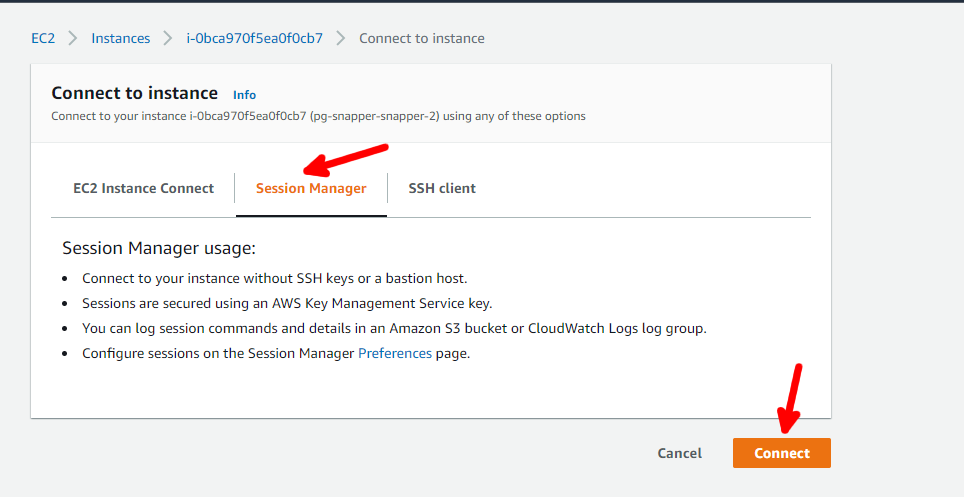 EC2 > Instances > i-0bca970f5ea0f0cb7 > Connect to instance
Connect to instance Info
Connect to your instance i-0bca970f5ea0f0cb7 (pg-snapper-snapper-2) using any of these options
EC2 Instance Connect Session Manager SSH client
Session Manager usage:
• Connect to your instance without SSH keys or a bastion host.
• Sessions are secured using an AWS Key Management Service key.
• You can log session commands and details in an Amazon S3 bucket or CloudWatch Logs log group.
• Configure sessions on the Session Manager Preferences page.
Cancel Connect